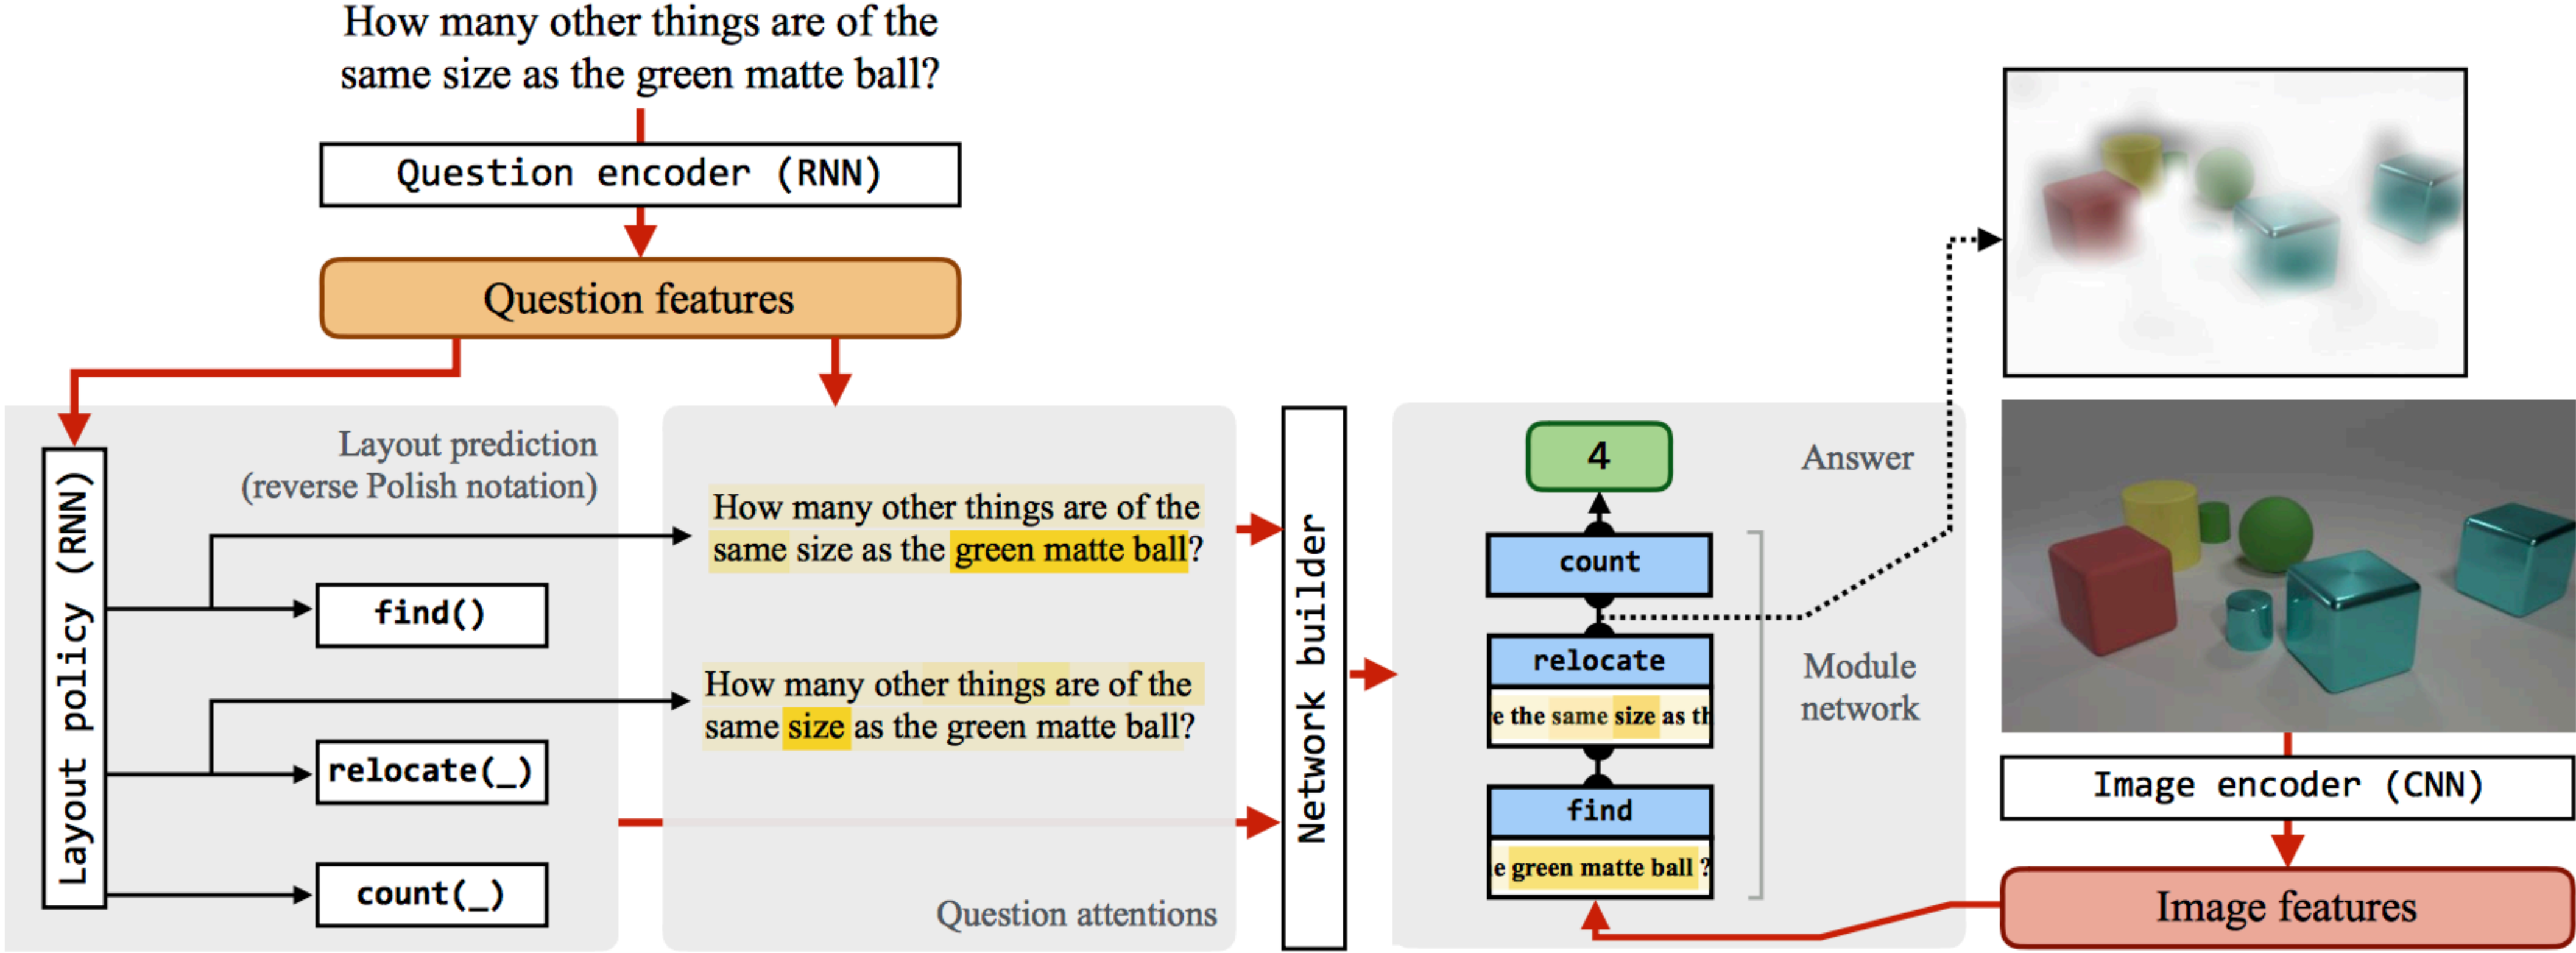 How many other things are of the
same size as the green matte ball?
Question encoder (RNN)
Question features
Layout policy (RNN)
Layout prediction
(reverse Polish notation)
find()
relocate(_)
count(_)
How many other things are of the
same size as the green matte ball?
How many other things are of the
same size as the green matte ball?
Question attentions
Network builder
4
Answer
count
relocate
e the same size as th
find
e green matte ball ?
Module
network
Image encoder (CNN)
Image features